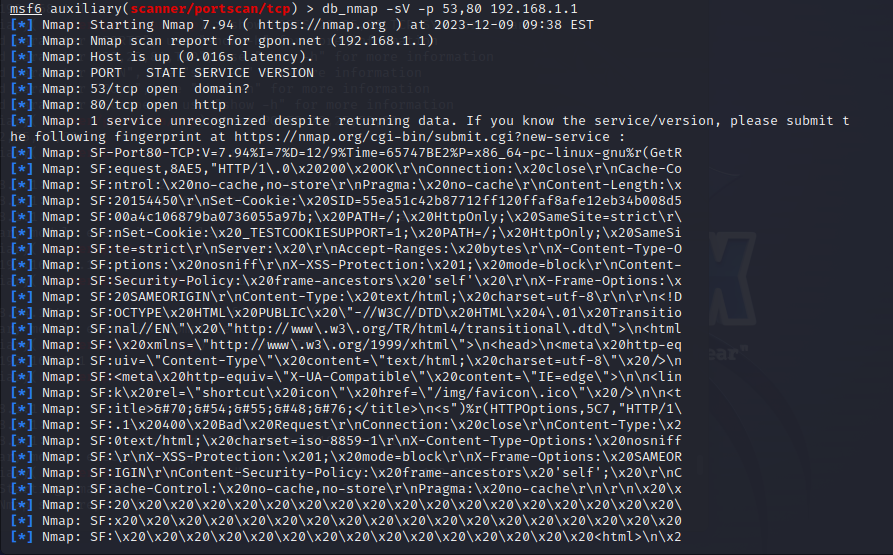 msf6 auxiliary(scanner/portscan/tcp) > db_nmap -sV -p 53,80 192.168.1.1
[*] Nmap: Starting Nmap 7.94 ( https://nmap.org ) at 2023-12-09 09:38 EST
[*] Nmap: Nmap scan report for gpon.net (192.168.1.1)
[*] Nmap: Host is up (0.016s latency).
[*] Nmap: PORT   STATE SERVICE VERSION
[*] Nmap: 53/tcp open  domain?
[*] Nmap: 80/tcp open  http
[*] Nmap: 1 service unrecognized despite returning data. If you know the service/version, please submit t
he following fingerprint at https://nmap.org/cgi-bin/submit.cgi?new-service :
[*] Nmap: SF-Port80-TCP:V=7.94%I=7%D=12/9%Time=65747BE2%P=x86_64-pc-linux-gnu%r(GetR
[*] Nmap: SF:equest,8AE5,"HTTP/1\.0\x20200\x20OK\r\nConnection:\x20close\r\nCache-Co
[*] Nmap: SF:ntrol:\x20no-cache,no-store\r\nPragma:\x20no-cache\r\nContent-Length:\x
[*] Nmap: SF:20154450\r\nSet-Cookie:\x20SID=55ea51c42b87712ff120ffaf8afe12eb34b008d5
[*] Nmap: SF:00a4c106879ba0736055a97b;\x20PATH=/;\x20HttpOnly;\x20SameSite=strict\r\
[*] Nmap: SF:nSet-Cookie:\x20_TESTCOOKIESUPPORT=1;\x20PATH=/;\x20HttpOnly;\x20SameSi
[*] Nmap: SF:te=strict\r\nServer:\x20\r\nAccept-Ranges:\x20bytes\r\nX-Content-Type-O
[*] Nmap: SF:ptions:\x20nosniff\r\nX-XSS-Protection:\x201;\x20mode=block\r\nContent-
[*] Nmap: SF:Security-Policy:\x20frame-ancestors\x20'self'\x20\r\nX-Frame-Options:\x
[*] Nmap: SF:20SAMEORIGIN\r\nContent-Type:\x20text/html;\x20charset=utf-8\r\n\r\n<!D
[*] Nmap: SF:OCTYPE\x20HTML\x20PUBLIC\x20\"-//W3C//DTD\x20HTML\x204\.01\x20Transitio
[*] Nmap: SF:nal//EN\"\x20\"http://www\.w3\.org/TR/html4/transitional\.dtd\">\n<html
[*] Nmap: SF:\x20xmlns=\"http://www\.w3\.org/1999/xhtml\">\n<head>\n<meta\x20http-eq
[*] Nmap: SF:uiv=\"Content-Type\"\x20content=\"text/html;\x20charset=utf-8\"\x20/>\n
[*] Nmap: SF:<meta\x20http-equiv=\"X-UA-Compatible\"\x20content=\"IE=edge\">\n\n<lin
[*] Nmap: SF:k\x20rel=\"shortcut\x20icon\"\x20href=\"/img/favicon\.ico\"\x20/>\n\n<t
[*] Nmap: SF:itle>&#70;&#54;&#55;&#48;&#76;</title>\n<s")%r(HTTPOptions,5C7,"HTTP/1\
[*] Nmap: SF:.1\x20400\x20Bad\x20Request\r\nConnection:\x20close\r\nContent-Type:\x2
[*] Nmap: SF:0text/html;\x20charset=iso-8859-1\r\nX-Content-Type-Options:\x20nosniff
[*] Nmap: SF:\r\nX-XSS-Protection:\x201;\x20mode=block\r\nX-Frame-Options:\x20SAMEOR
[*] Nmap: SF:IGIN\r\nContent-Security-Policy:\x20frame-ancestors\x20'self';\x20\r\nC
[*] Nmap: SF:ache-Control:\x20no-cache,no-store\r\nPragma:\x20no-cache\r\n\r\n\x20\x
[*] Nmap: SF:20\x20\x20\x20\x20\x20\x20\x20\x20\x20\x20\x20\x20\x20\x20\x20\x20\x20\
[*] Nmap: SF:x20\x20\x20\x20\x20\x20\x20\x20\x20\x20\x20\x20\x20\x20\x20\x20\x20\x20
[*] Nmap: SF:\x20\x20\x20\x20\x20\x20\x20\x20\x20\x20\x20\x20\x20\x20<html>\n\x2